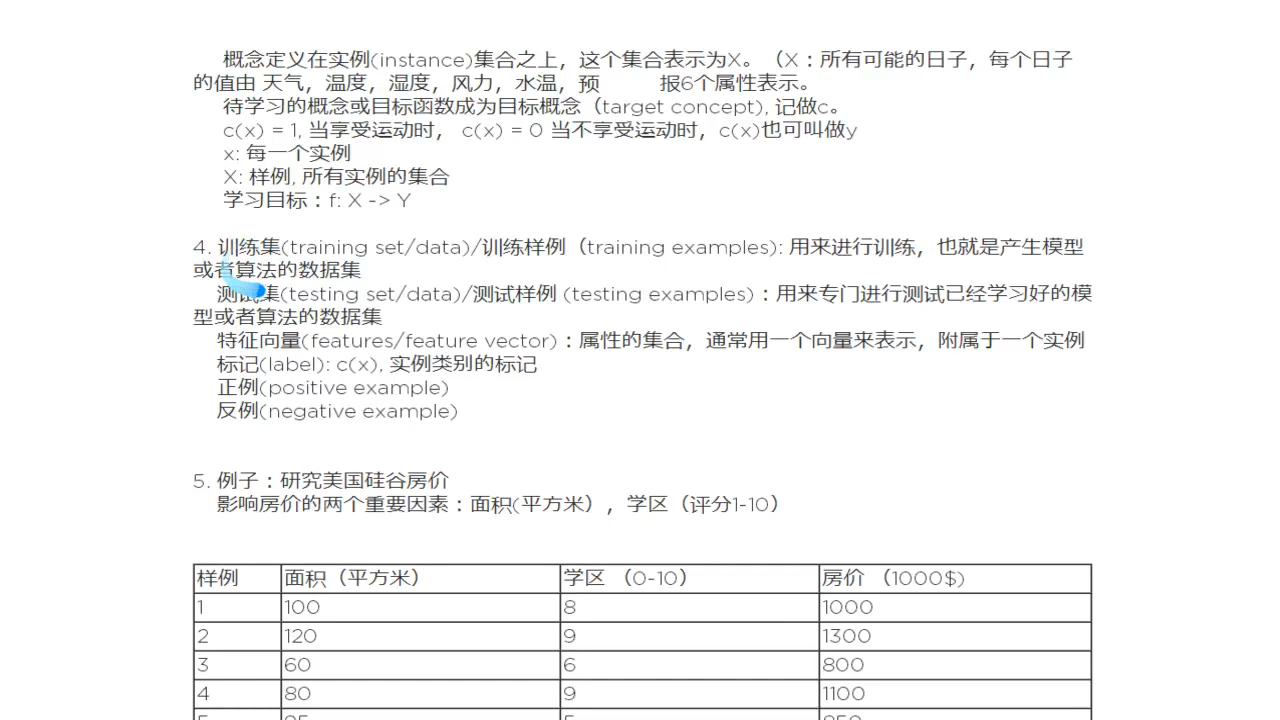 概念定义在实例(instance)集合之上，这个集合表示为X。（X：所有可能的日子，每个日子
的值由 天气，温度，湿度，风力，水温，预 报6个属性表示。
待学习的概念或目标函数成为目标概念（target concept), 记做c。
c(x) = 1, 当享受运动时， c(x) = 0 当不享受运动时，c(x)也可叫做y
x: 每一个实例
X: 样例, 所有实例的集合
学习目标：f: X -> Y
4. 训练集(training set/data)/训练样例（training examples): 用来进行训练，也就是产生模型
或者算法的数据集
测试集(testing set/data)/测试样例 (testing examples)：用来专门进行测试已经学习好的模
型或者算法的数据集
特征向量(features/feature vector)：属性的集合，通常用一个向量来表示，附属于一个实例
标记(label): c(x), 实例类别的标记
正例(positive example)
反例(negative example)
5. 例子：研究美国硅谷房价
影响房价的两个重要因素：面积(平方米），学区（评分1-10）
样例 面积（平方米） 学区 （0-10） 房价 （1000$)
1 100 8 1000
2 120 9 1300
3 60 6 800
4 80 9 1100